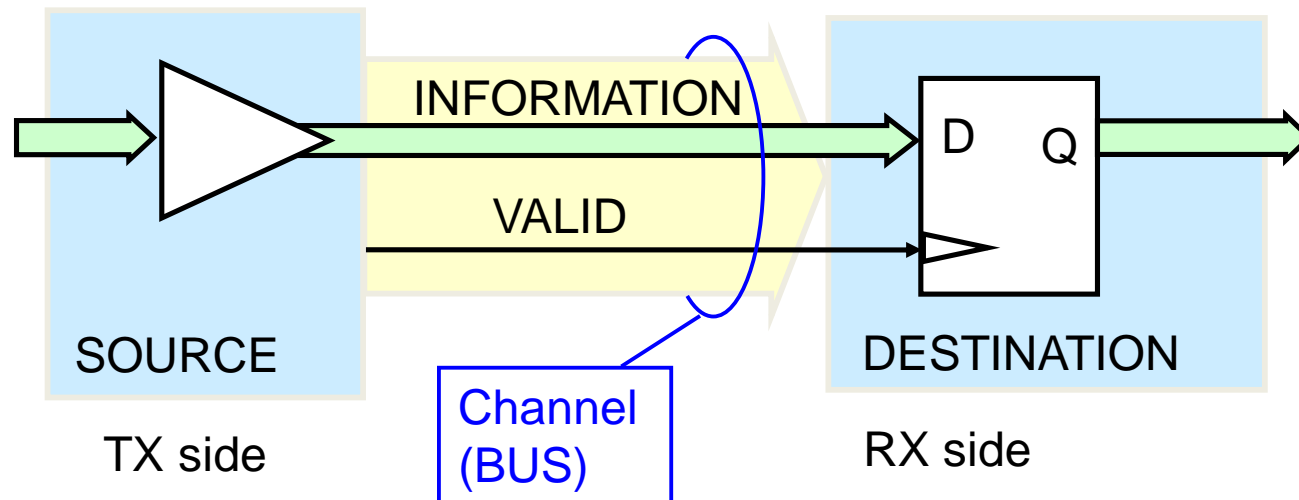 INFORMATION
D
Q
VALID
SOURCE
DESTINATION
Channel
(BUS)
TX side
RX side